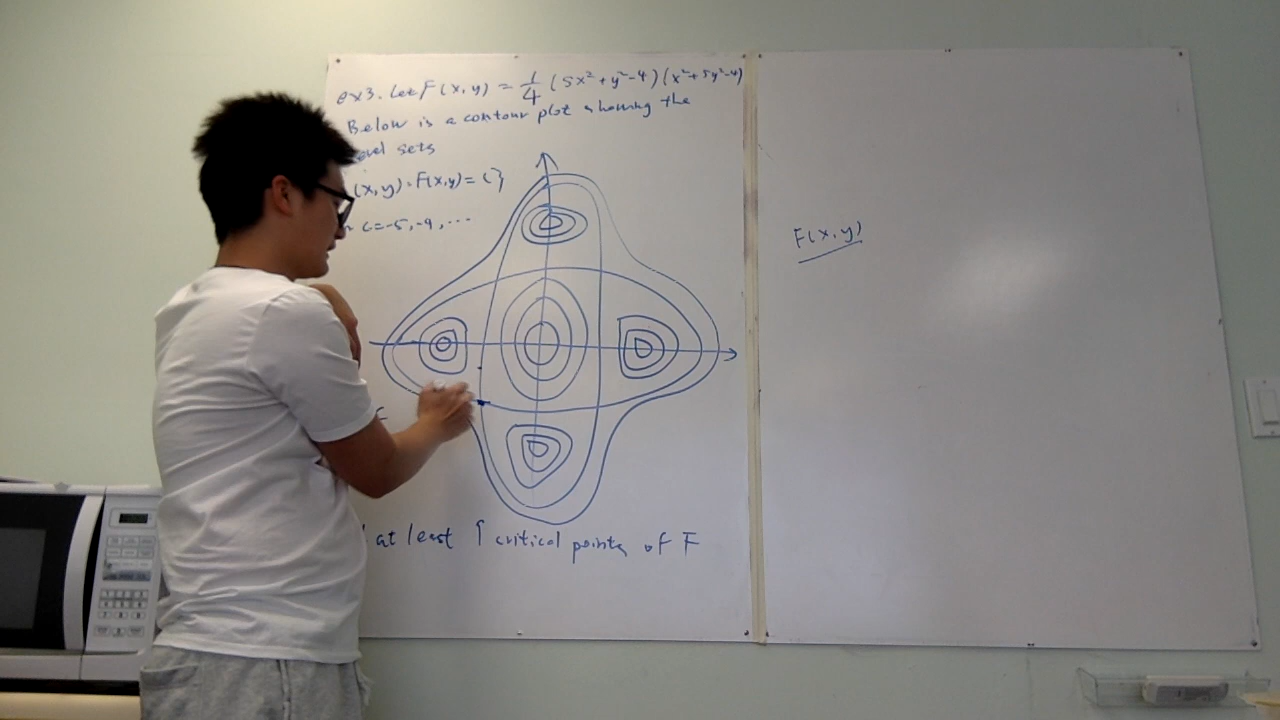 ex3. Let F(x, y) = 1/4 (5x²+y²-4)(x²+5y²-4)
Below is a contour plot showing the
level sets
(x,y): F(x,y) = C}
c=-5,-4, ...
F(x, y)
at least critical points of F